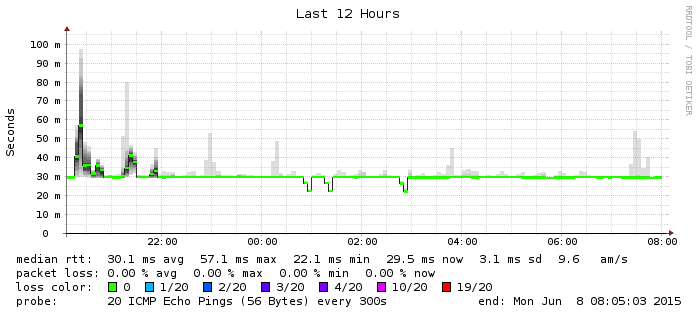 Last 12 Hours
RRDTOOL / TOBI OETIKER
Seconds
100 m
90 m
80 m
70 m
60 m
50 m
40 m
30 m
20 m
10 m
0
22:00 00:00 02:00 04:00 06:00 08:00
median rtt: 30.1 ms avg 57.1 ms max 22.1 ms min 29.5 ms now 3.1 ms sd 9.6 am/s
packet loss: 0.00 % avg 0.00 % max 0.00 % min 0.00 % now
loss color: 0 1/20 2/20 3/20 4/20 10/20 19/20
probe: 20 ICMP Echo Pings (56 Bytes) every 300s end: Mon Jun 8 08:05:03 2015